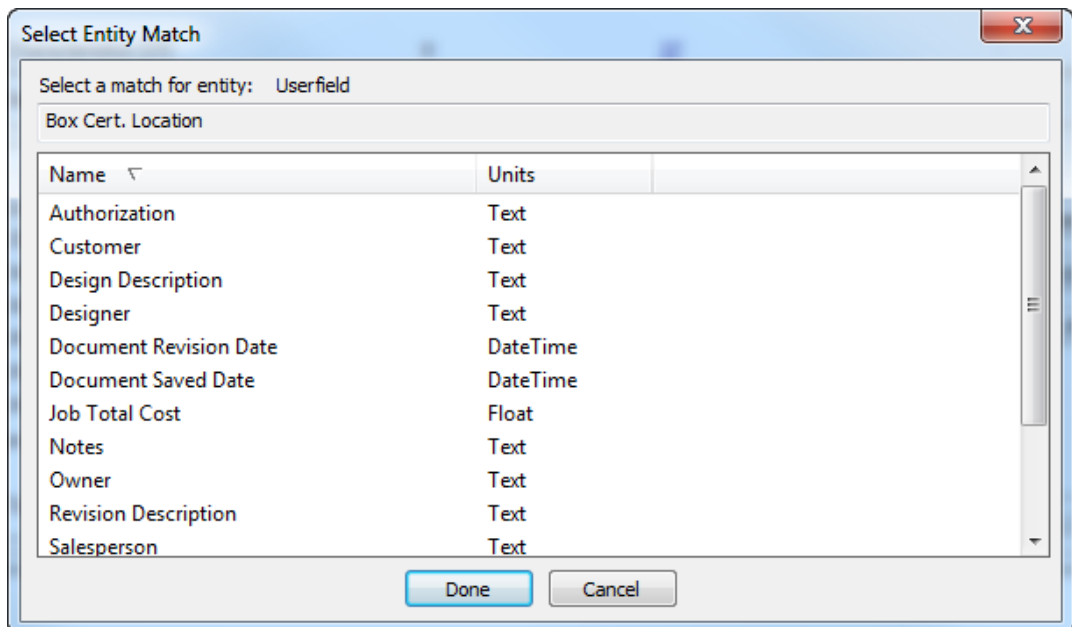 Select Entity Match
Select a match for entity: Userfield
Box Cert. Location
Name Units
Authorization Text
Customer Text
Design Description Text
Designer Text
Document Revision Date DateTime
Document Saved Date DateTime
Job Total Cost Float
Notes Text
Owner Text
Revision Description Text
Salesperson Text
Done Cancel